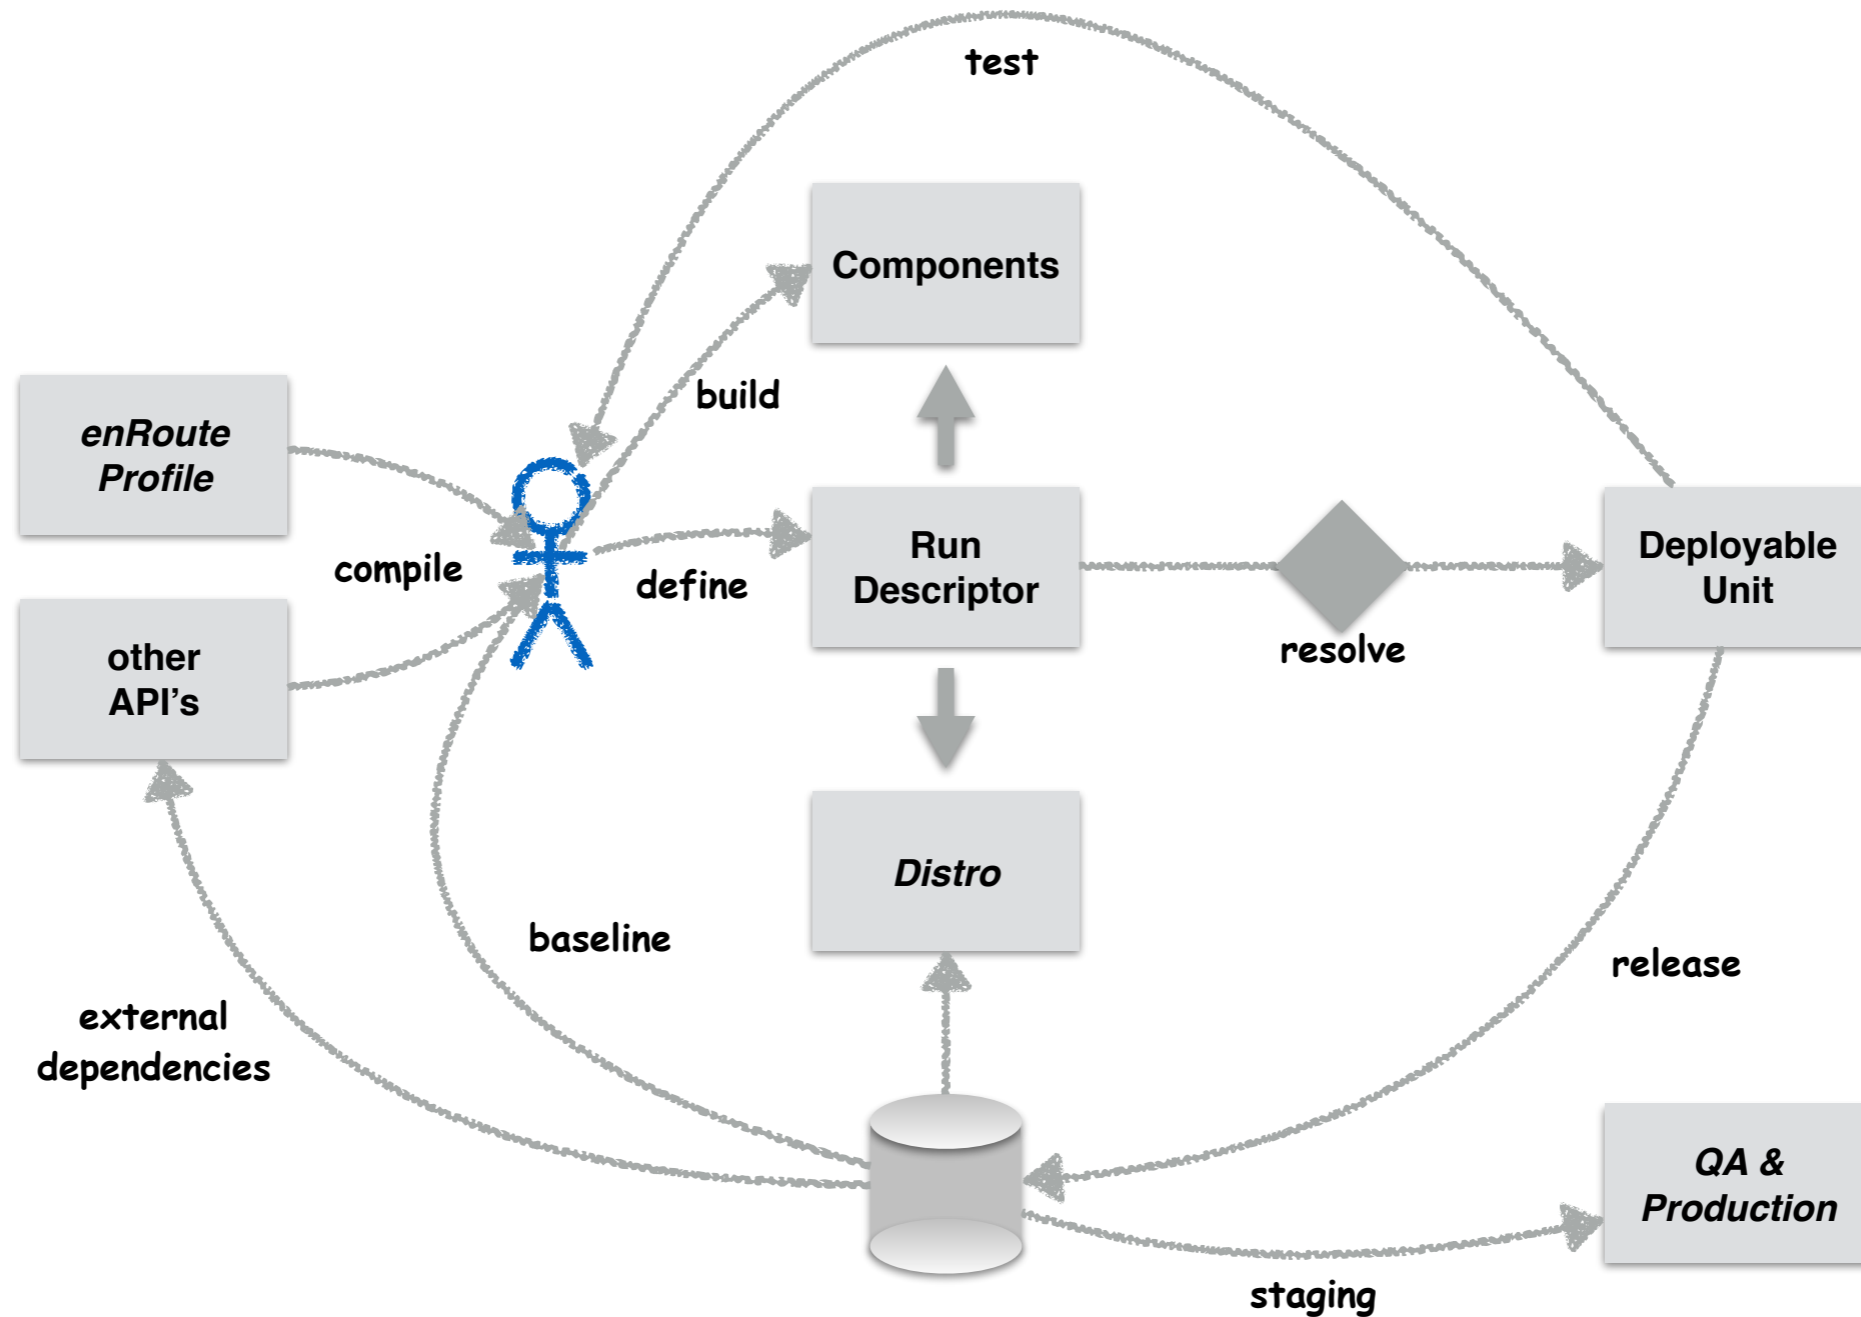 test
Components
build
enRoute
Profile
compile
define
Run
Descriptor
resolve
Deployable
Unit
other
API's
Distro
baseline
release
external
dependencies
QA &
Production
staging